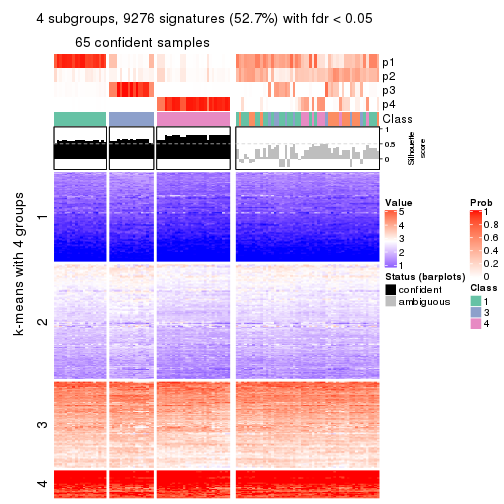 4 subgroups, 9276 signatures (52.7%) with fdr < 0.05
65 confident samples
p1
p2
p3
p4
Class
1
0.5
0
Silhouette
score
k-means with 4 groups
1
2
3
4
Value
5
4
3
2
1
Status (barplots)
confident
ambiguous
Prob
1
0.8
0.6
0.4
0.2
0
Class
1
3
4